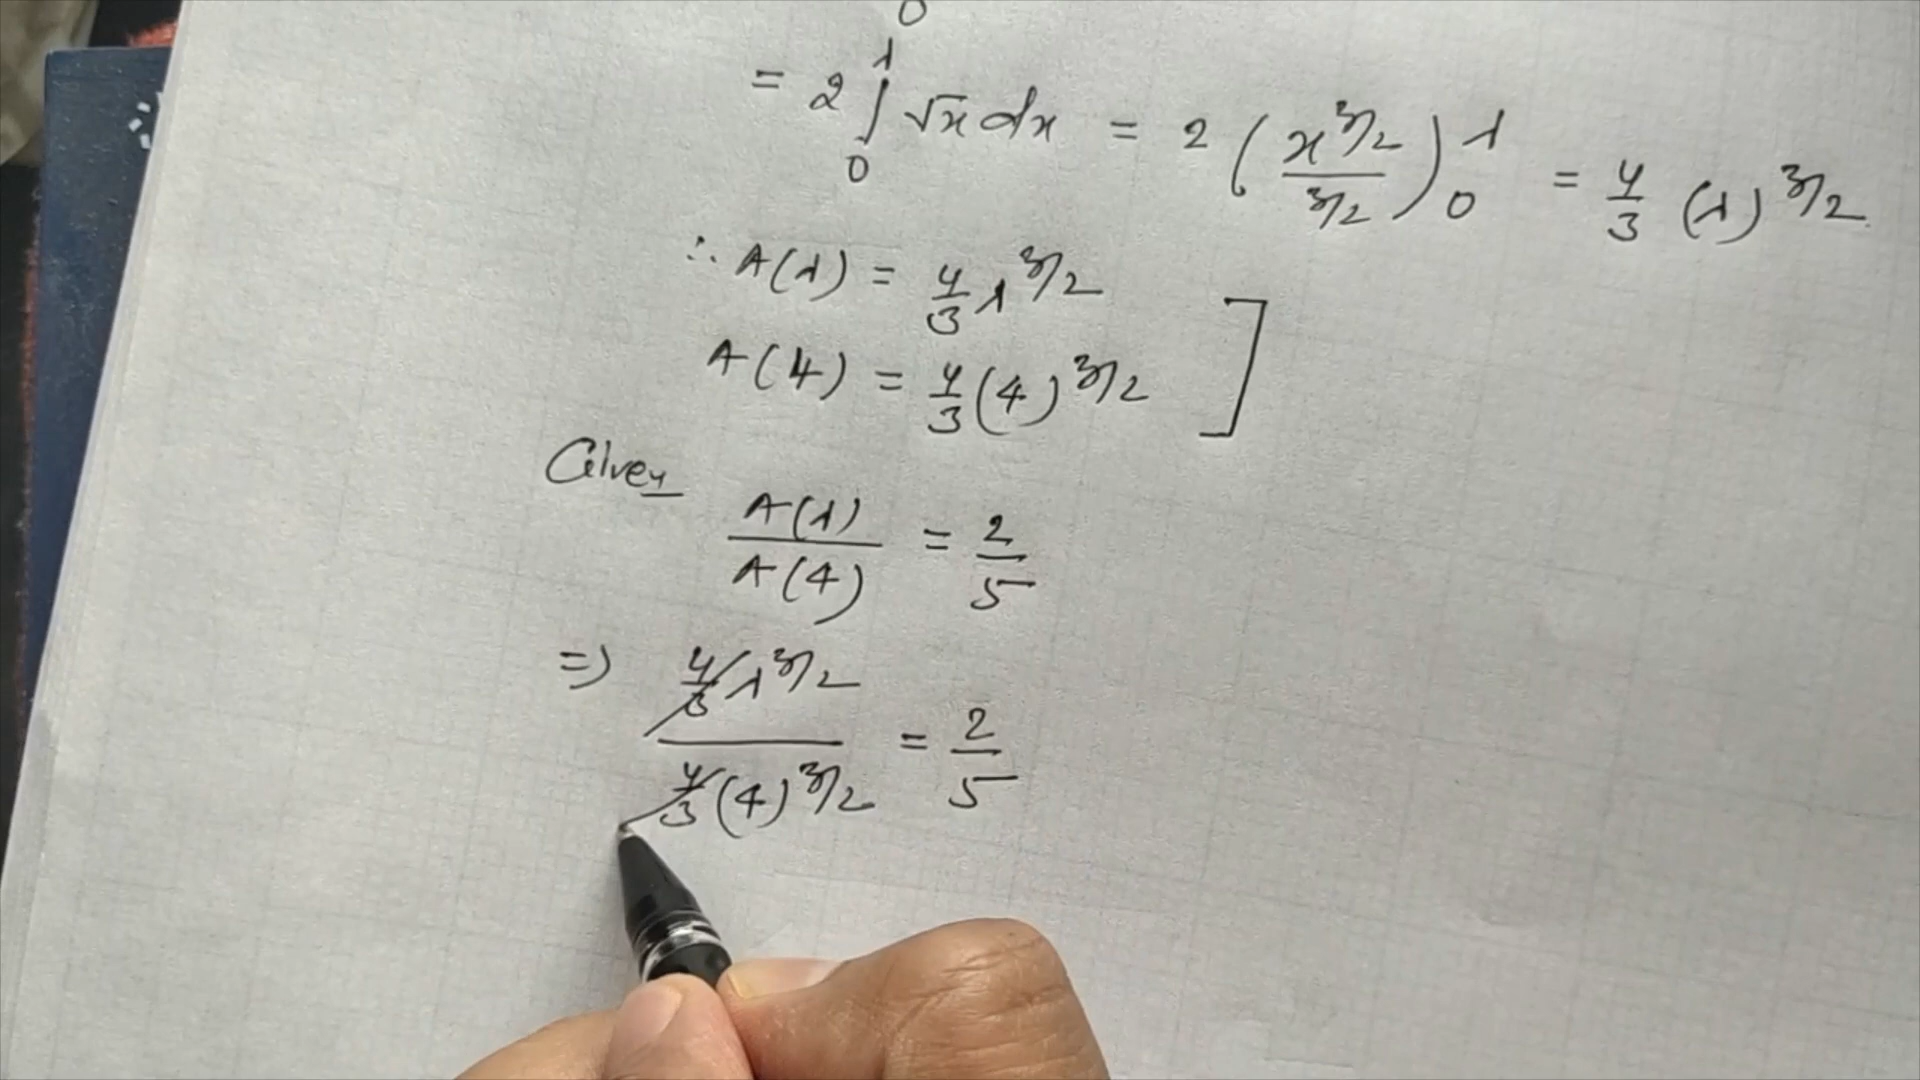 0
= 2 ∫₀^λ √x dx = 2 ( x^{3/2} / 3/2 )₀^λ = 4/3 (λ)^{3/2}
∴ A(λ) = 4/3 λ^{3/2}
A(4) = 4/3 (4)^{3/2} ]
Given
A(λ) / A(4) = 2/5
=> 4/3 λ^{3/2} / 4/3 (4)^{3/2} = 2/5